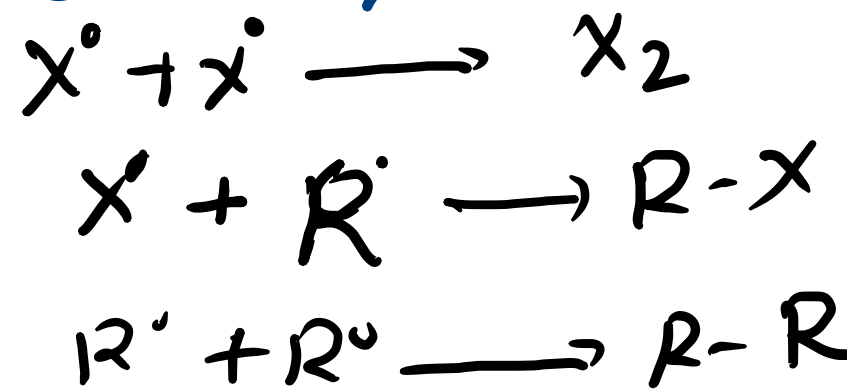 X• + X• → X2
X• + R• → R-X
R• + R• → R-R